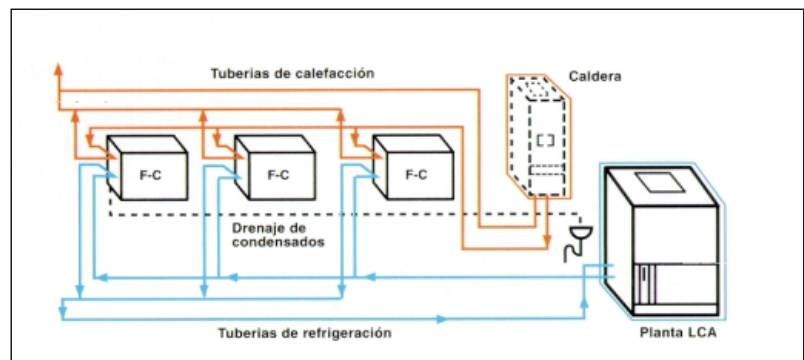 Tuberias de calefacción
Caldera
F-C
F-C
F-C
Drenaje de
condensados
Tuberias de refrigeración
Planta LCA